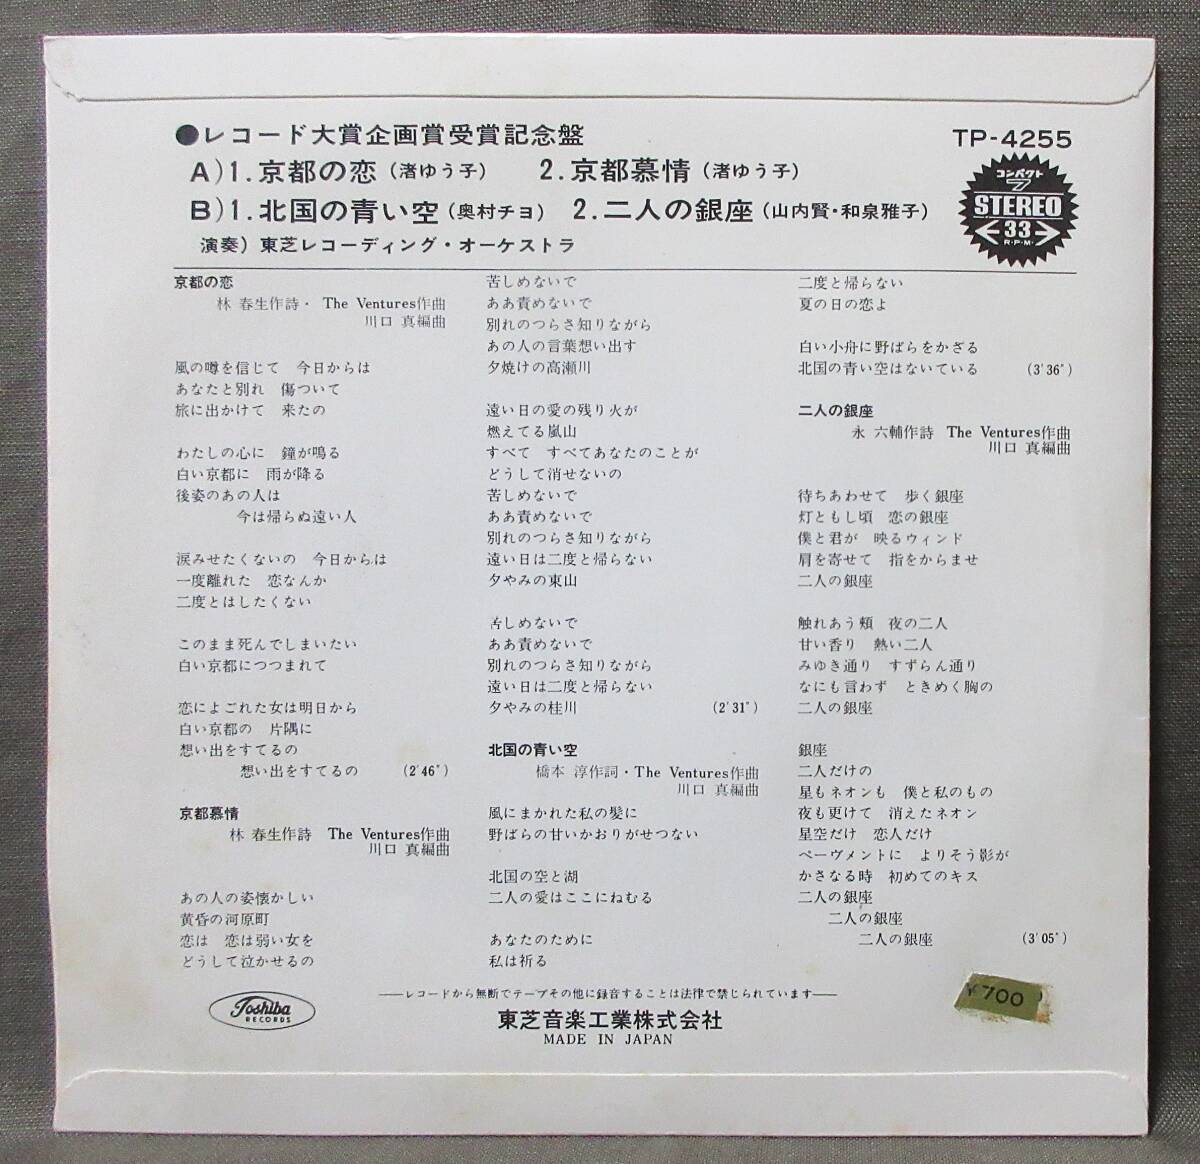 ●レコード大賞企画賞受賞記念盤
TP-4255
A)1.京都の恋(渚ゆう子) 2.京都慕情(渚ゆう子)
B)1.北国の青い空(奥村チヨ) 2.二人の銀座(山内賢・和泉雅子)
演奏)東芝レコーディング・オーケストラ
コンパクト
7
STEREO
33
R・P・M・
京都の恋
林 春生作詩・ The Ventures作曲
川口 真編曲
風の噂を信じて 今日からは
あなたと別れ 傷ついて
旅に出かけて 来たの
わたしの心に 鐘が鳴る
白い京都に 雨が降る
後姿のあの人は
今は帰らぬ遠い人
涙みせたくないの 今日からは
一度離れた 恋なんか
二度とはしたくない
このまま死んでしまいたい
白い京都につつまれて
恋によごれた女は明日から
白い京都の 片隅に
想い出をすてるの
想い出をすてるの (2′46″)
京都慕情
林 春生作詩 The Ventures作曲
川口 真編曲
あの人の姿懐かしい
黄昏の河原町
恋は 恋は弱い女を
どうして泣かせるの
苦しめないで
ああ責めないで
別れのつらさ知りながら
あの人の言葉想い出す
夕焼けの高瀬川
遠い日の愛の残り火が
燃えてる嵐山
すべて すべてあなたのことが
どうして消せないの
苦しめないで
ああ責めないで
別れのつらさ知りながら
遠い日は二度と帰らない
夕やみの東山
苦しめないで
ああ責めないで
別れのつらさ知りながら
遠い日は二度と帰らない
夕やみの桂川 (2′31″)
北国の青い空
橋本 淳作詞・The Ventures作曲
川口 真編曲
風にまかれた私の髪に
野ばらの甘いかおりがせつない
北国の空と湖
二人の愛はここにねむる
あなたのために
私は祈る
二度と帰らない
夏の日の恋よ
白い小舟に野ばらをかざる
北国の青い空はないている (3′36″)
二人の銀座
永 六輔作詩 The Ventures作曲
川口 真編曲
待ちあわせて 歩く銀座
灯ともし頃 恋の銀座
僕と君が 映るウィンド
肩を寄せて 指をからませ
二人の銀座
触れあう頬 夜の二人
甘い香り 熱い二人
みゆき通り すずらん通り
なにも言わず ときめく胸の
二人の銀座
銀座
二人だけの
星もネオンも 僕と私のもの
夜も更けて 消えたネオン
星空だけ 恋人だけ
ペーヴメントに よりそう影が
かさなる時 初めてのキス
二人の銀座
二人の銀座
二人の銀座 (3′05″)
Toshiba
RECORDS
──レコードから無断でテープその他に録音することは法律で禁じられています──
東芝音楽工業株式会社
MADE IN JAPAN
¥700